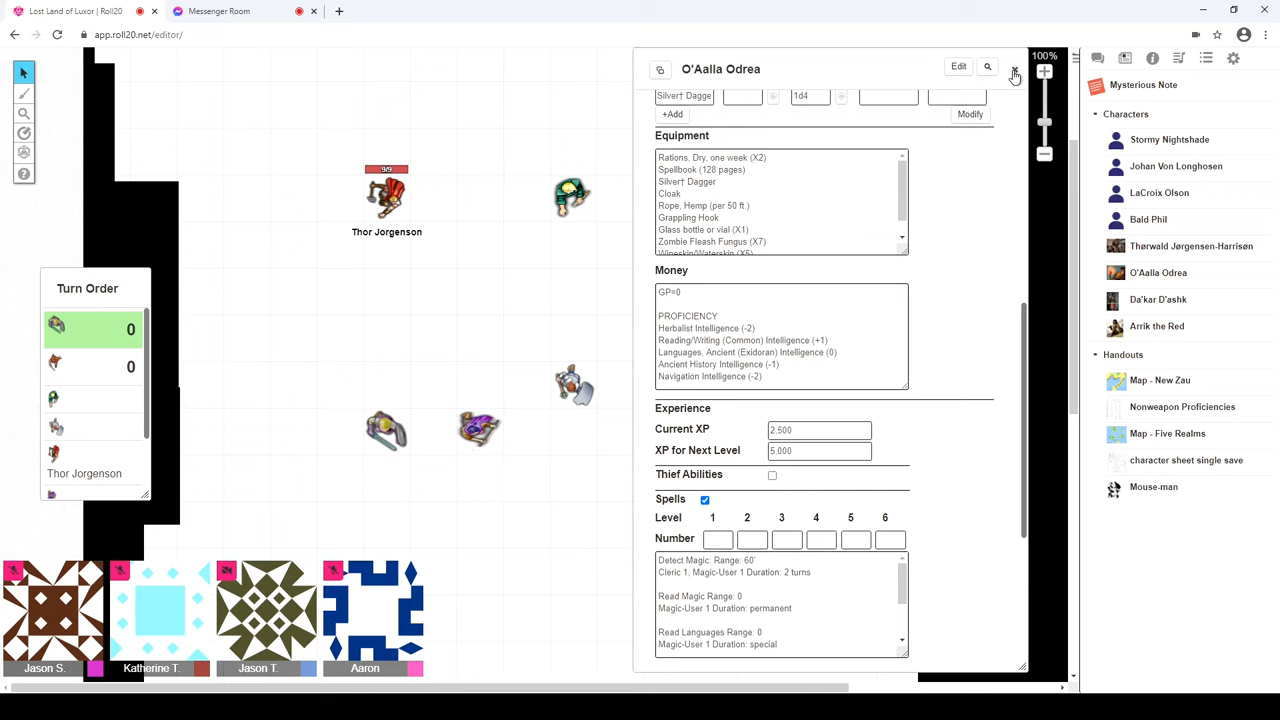 Lost Land of Luxor | Roll20
Messenger Room
app.roll20.net/editor/
O'Aalla Odrea
Edit
100%
Silver† Dagge
1d4
+Add
Modify
Equipment
Rations, Dry, one week (X2)
Spellbook (128 pages)
Silver† Dagger
Cloak
Rope, Hemp (per 50 ft.)
Grappling Hook
Glass bottle or vial (X1)
Zombie Fleash Fungus (X7)
Wineskin/Waterskin (X5)
Money
GP=0
PROFICIENCY
Herbalist Intelligence (-2)
Reading/Writing (Common) Intelligence (+1)
Languages, Ancient (Exidoran) Intelligence (0)
Ancient History Intelligence (-1)
Navigation Intelligence (-2)
Experience
Current XP
2,500
XP for Next Level
5,000
Thief Abilities
Spells
Level 1 2 3 4 5 6
Number
Detect Magic: Range: 60'
Cleric 1, Magic-User 1 Duration: 2 turns
Read Magic Range: 0
Magic-User 1 Duration: permanent
Read Languages Range: 0
Magic-User 1 Duration: special
9/9
Thor Jorgenson
Turn Order
0
0
Thor Jorgenson
Jason S.
Katherine T.
Jason T.
Aaron
Mysterious Note
Characters
Stormy Nightshade
Johan Von Longhosen
LaCroix Olson
Bald Phil
Thørwald Jørgensen-Harrisøn
O'Aalla Odrea
Da'kar D'ashk
Arrik the Red
Handouts
Map - New Zau
Nonweapon Proficiencies
Map - Five Realms
character sheet single save
Mouse-man